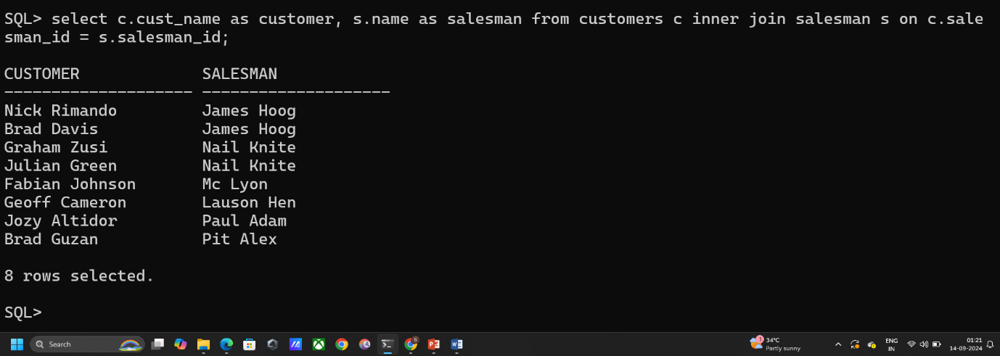 SQL> select c.cust_name as customer, s.name as salesman from customers c inner join salesman s on c.sale
sman_id = s.salesman_id;
CUSTOMER SALESMAN
-------------------- --------------------
Nick Rimando James Hoog
Brad Davis James Hoog
Graham Zusi Nail Knite
Julian Green Nail Knite
Fabian Johnson Mc Lyon
Geoff Cameron Lauson Hen
Jozy Altidor Paul Adam
Brad Guzan Pit Alex
8 rows selected.
SQL>
Search
1
34°C
Partly sunny
ENG
IN
01:21
14-09-2024